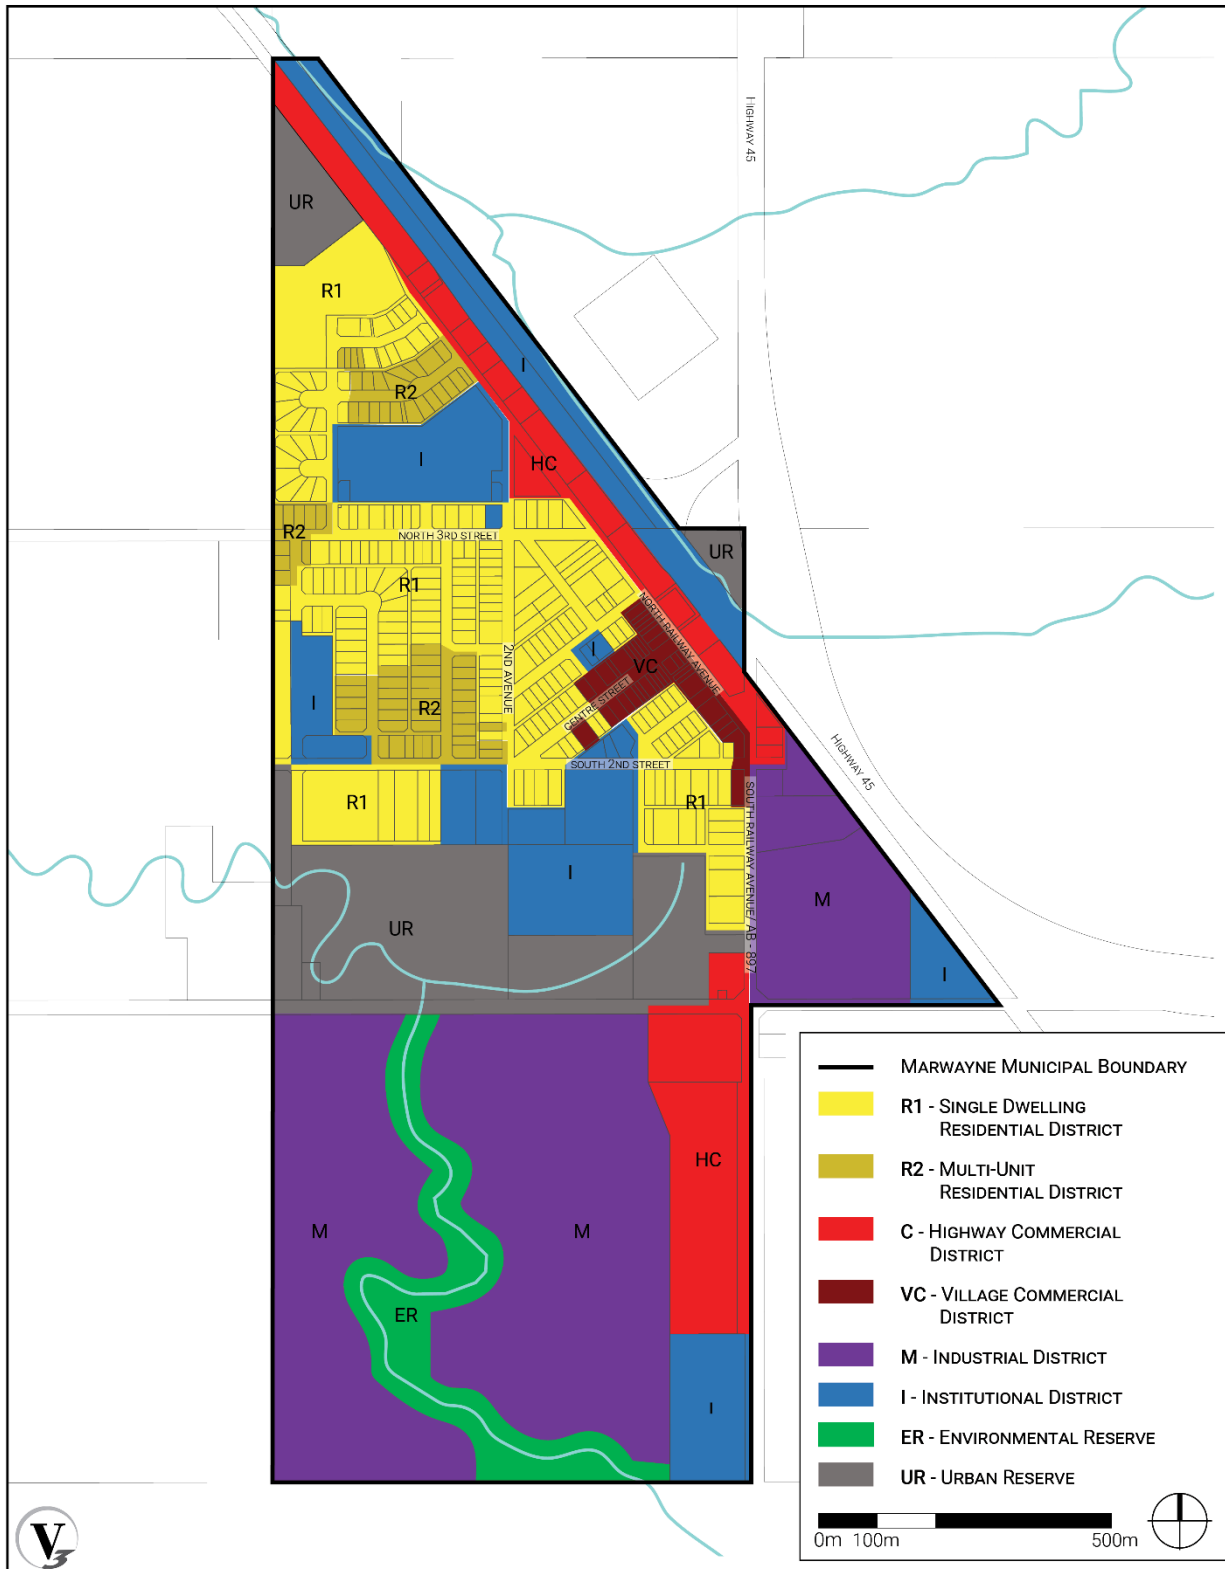 HIGHWAY 45
UR
R1
I
R2
I
HC
R2
NORTH 3RD STREET
UR
R1
NORTH RAILWAY AVENUE
I
2ND AVENUE
VC
CENTRE STREET
I
R2
HIGHWAY 45
SOUTH 2ND STREET
R1
R1
SOUTH RAILWAY AVENUE/ AB - 897
I
M
UR
I
HC
M
M
ER
I
MARWAYNE MUNICIPAL BOUNDARY
R1 - SINGLE DWELLING
RESIDENTIAL DISTRICT
R2 - MULTI-UNIT
RESIDENTIAL DISTRICT
C - HIGHWAY COMMERCIAL
DISTRICT
VC - VILLAGE COMMERCIAL
DISTRICT
M - INDUSTRIAL DISTRICT
I - INSTITUTIONAL DISTRICT
ER - ENVIRONMENTAL RESERVE
UR - URBAN RESERVE
0m 100m 500m
V3